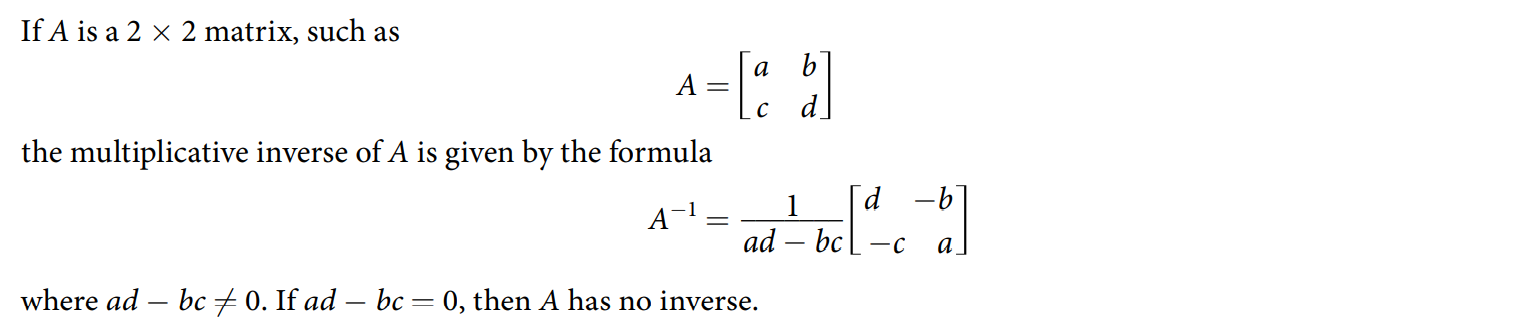 If A is a 2 × 2 matrix, such as
A = [a b
c d]
the multiplicative inverse of A is given by the formula
A⁻¹ = 1/(ad − bc) [d −b
−c a]
where ad − bc ≠ 0. If ad − bc = 0, then A has no inverse.